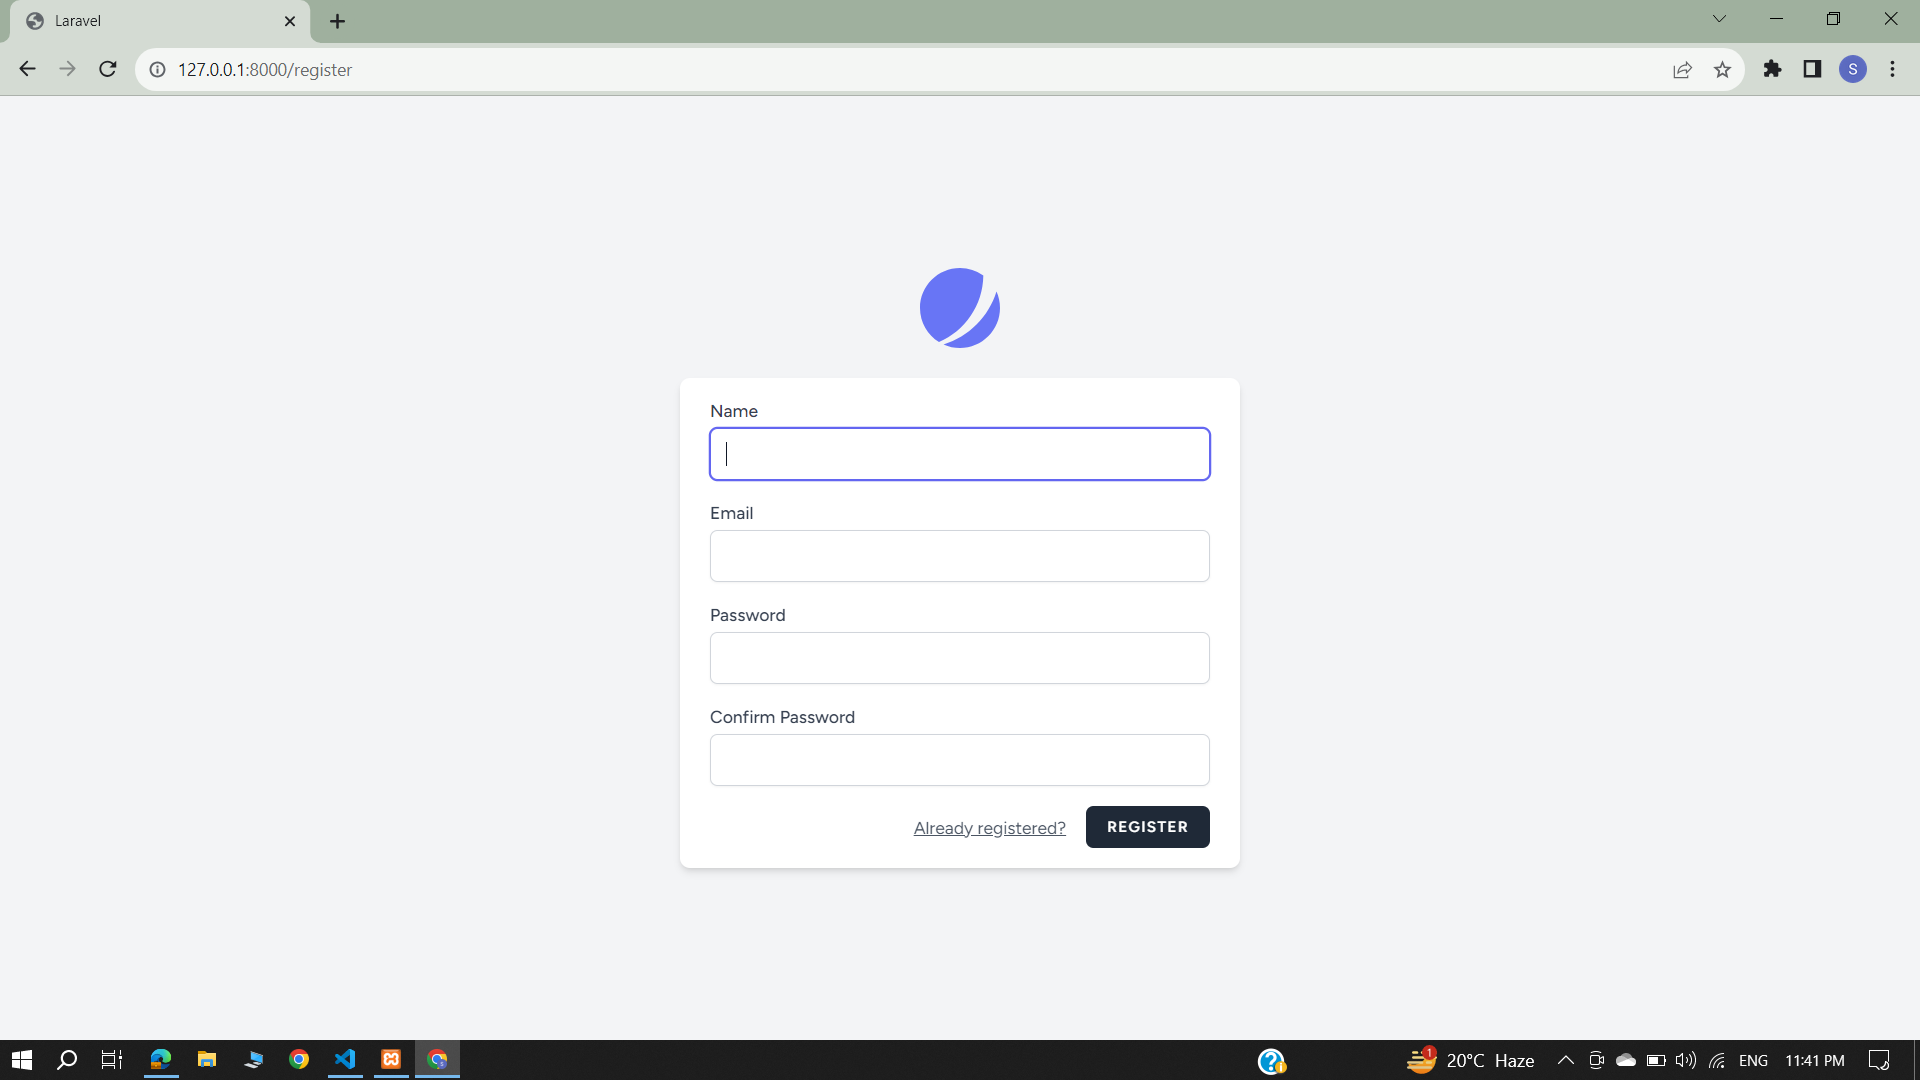 Laravel
127.0.0.1:8000/register
S
Name
Email
Password
Confirm Password
Already registered? REGISTER
1 20°C Haze ENG 11:41 PM